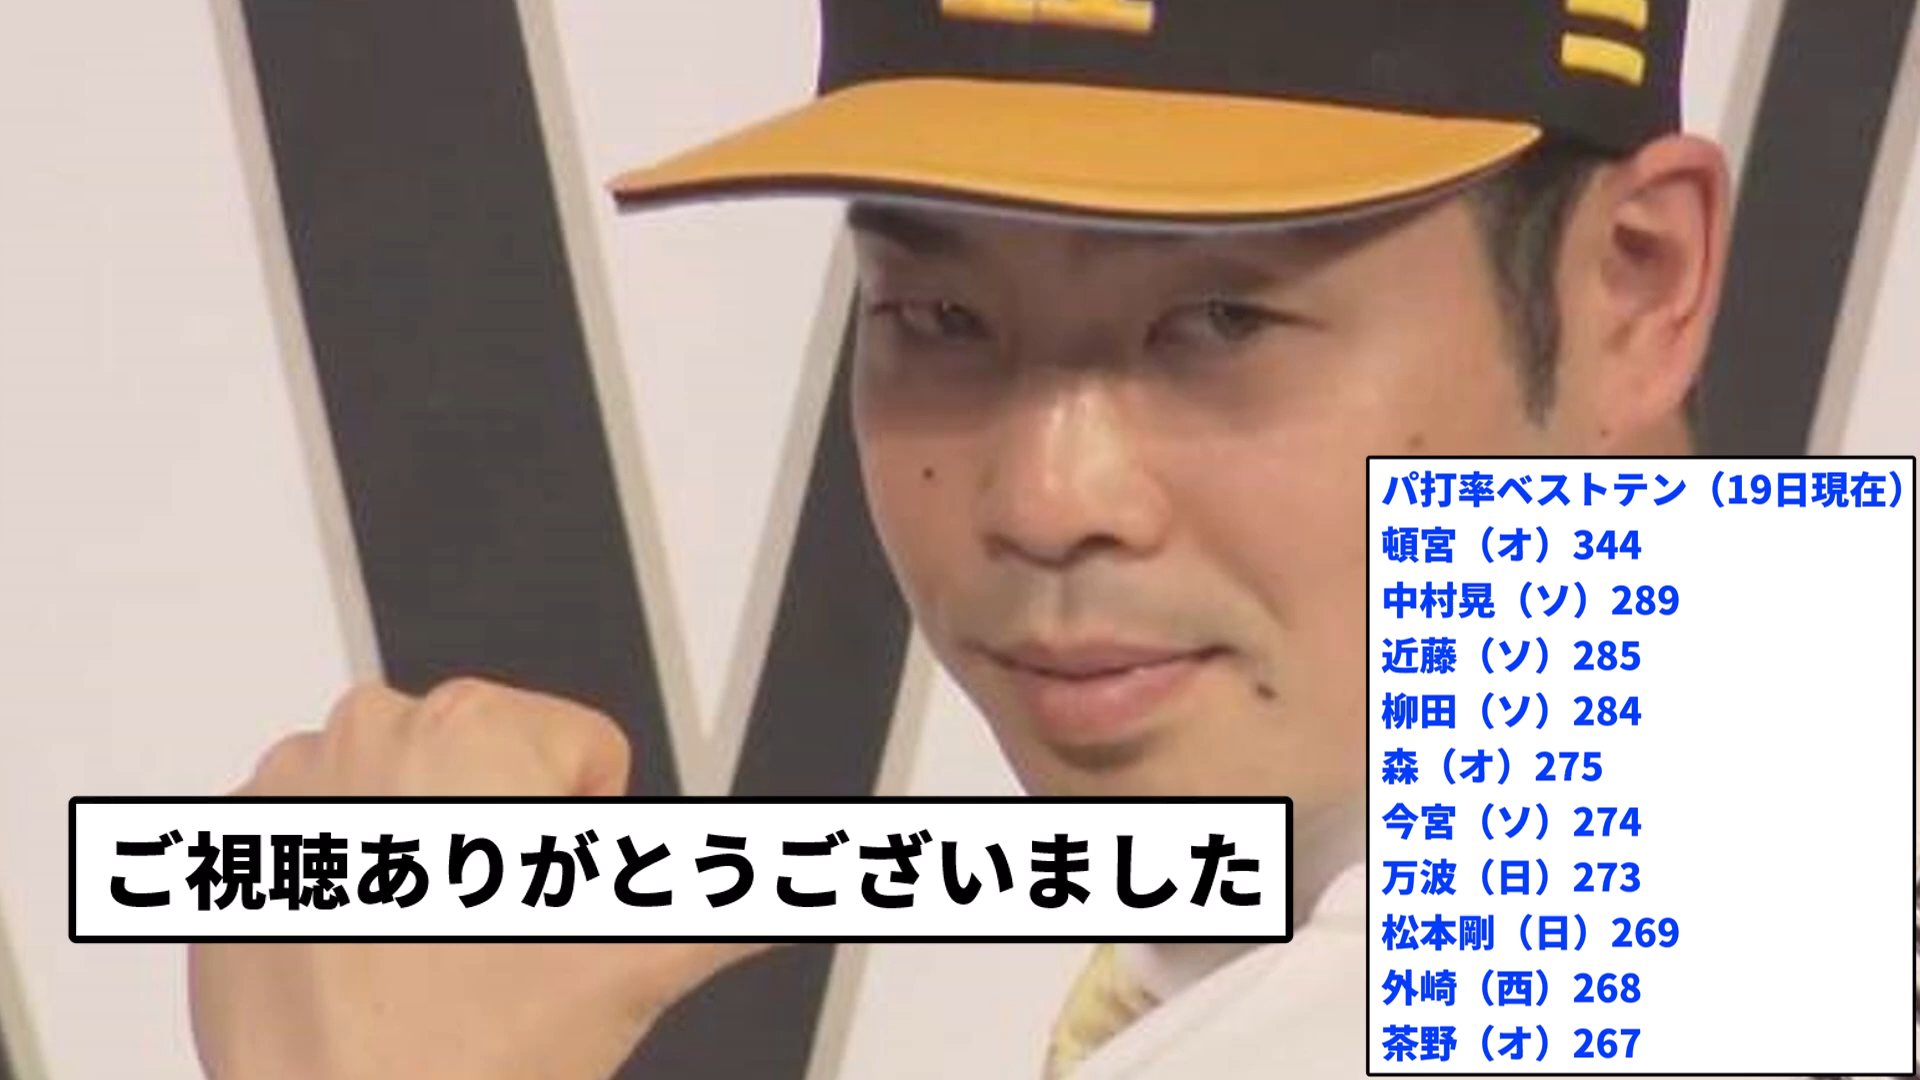 ご視聴ありがとうございました
パ打率ベストテン（19日現在）
頓宮（オ）344
中村晃（ソ）289
近藤（ソ）285
柳田（ソ）284
森（オ）275
今宮（ソ）274
万波（日）273
松本剛（日）269
外崎（西）268
茶野（オ）267